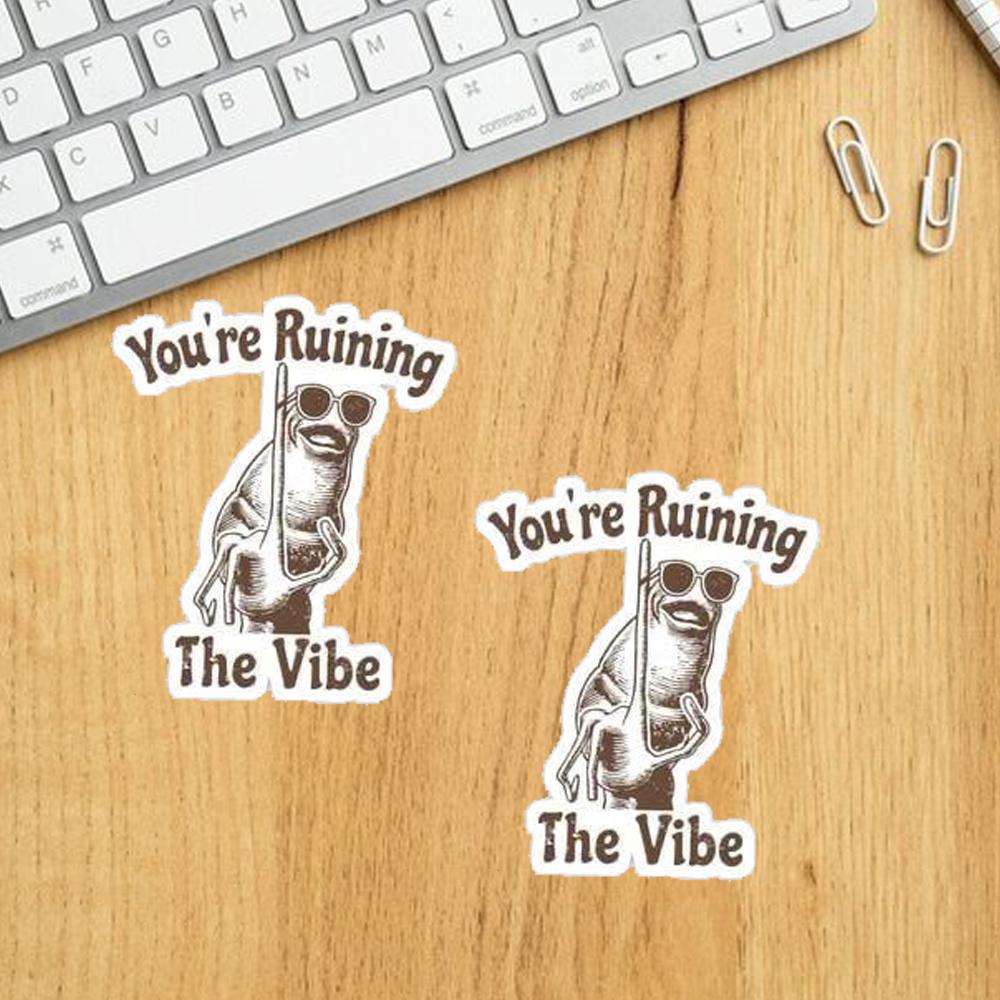 H
F
G
H
<
,
.
D
C
V
B
N
M
X
⌘
command
alt
option
←
↓
⌘
command
You're Ruining
The Vibe
You're Ruining
The Vibe